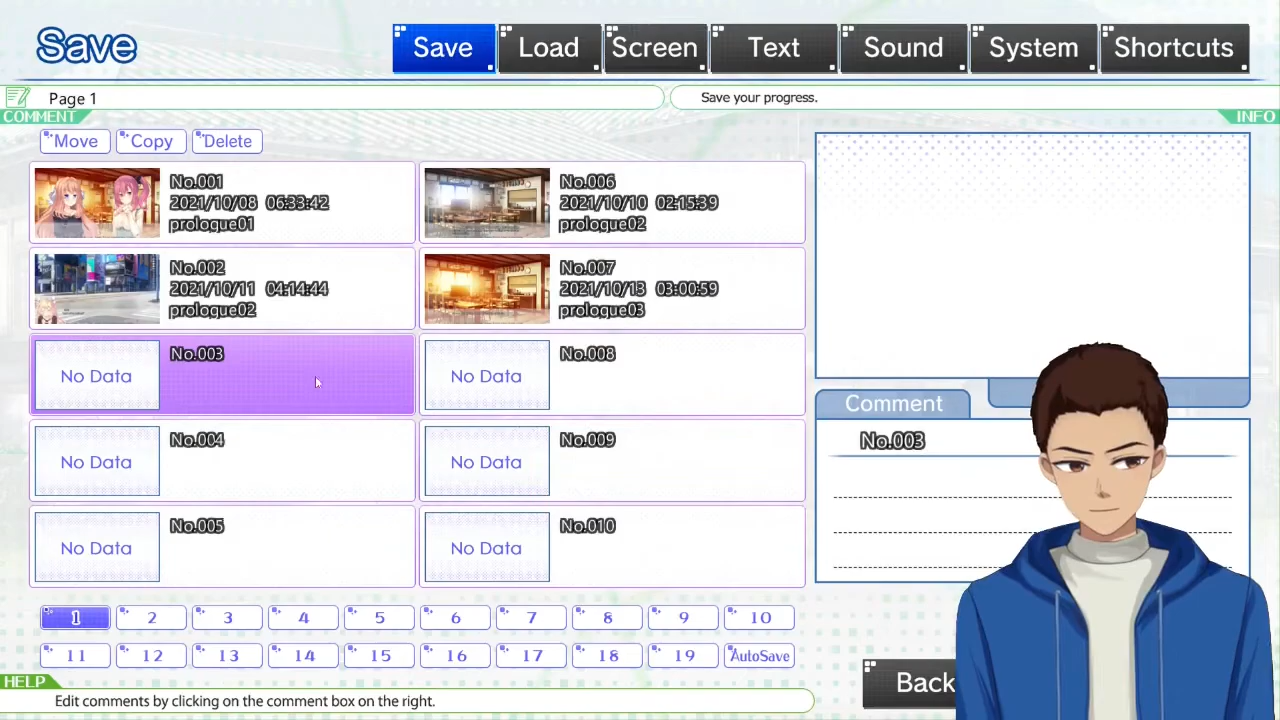 Save
Save
Load
Screen
Text
Sound
System
Shortcuts
Page 1
Save your progress.
COMMENT
INFO
Move
Copy
Delete
No.001
2021/10/08 06:33:42
prologue01
No.006
2021/10/10 02:15:39
prologue02
No.002
2021/10/11 04:14:44
prologue02
No.007
2021/10/13 03:00:59
prologue03
No Data
No.003
No Data
No.008
No Data
No.004
No Data
No.009
No Data
No.005
No Data
No.010
Comment
No.003
1
2
3
4
5
6
7
8
9
10
11
12
13
14
15
16
17
18
19
AutoSave
Back
HELP
Edit comments by clicking on the comment box on the right.